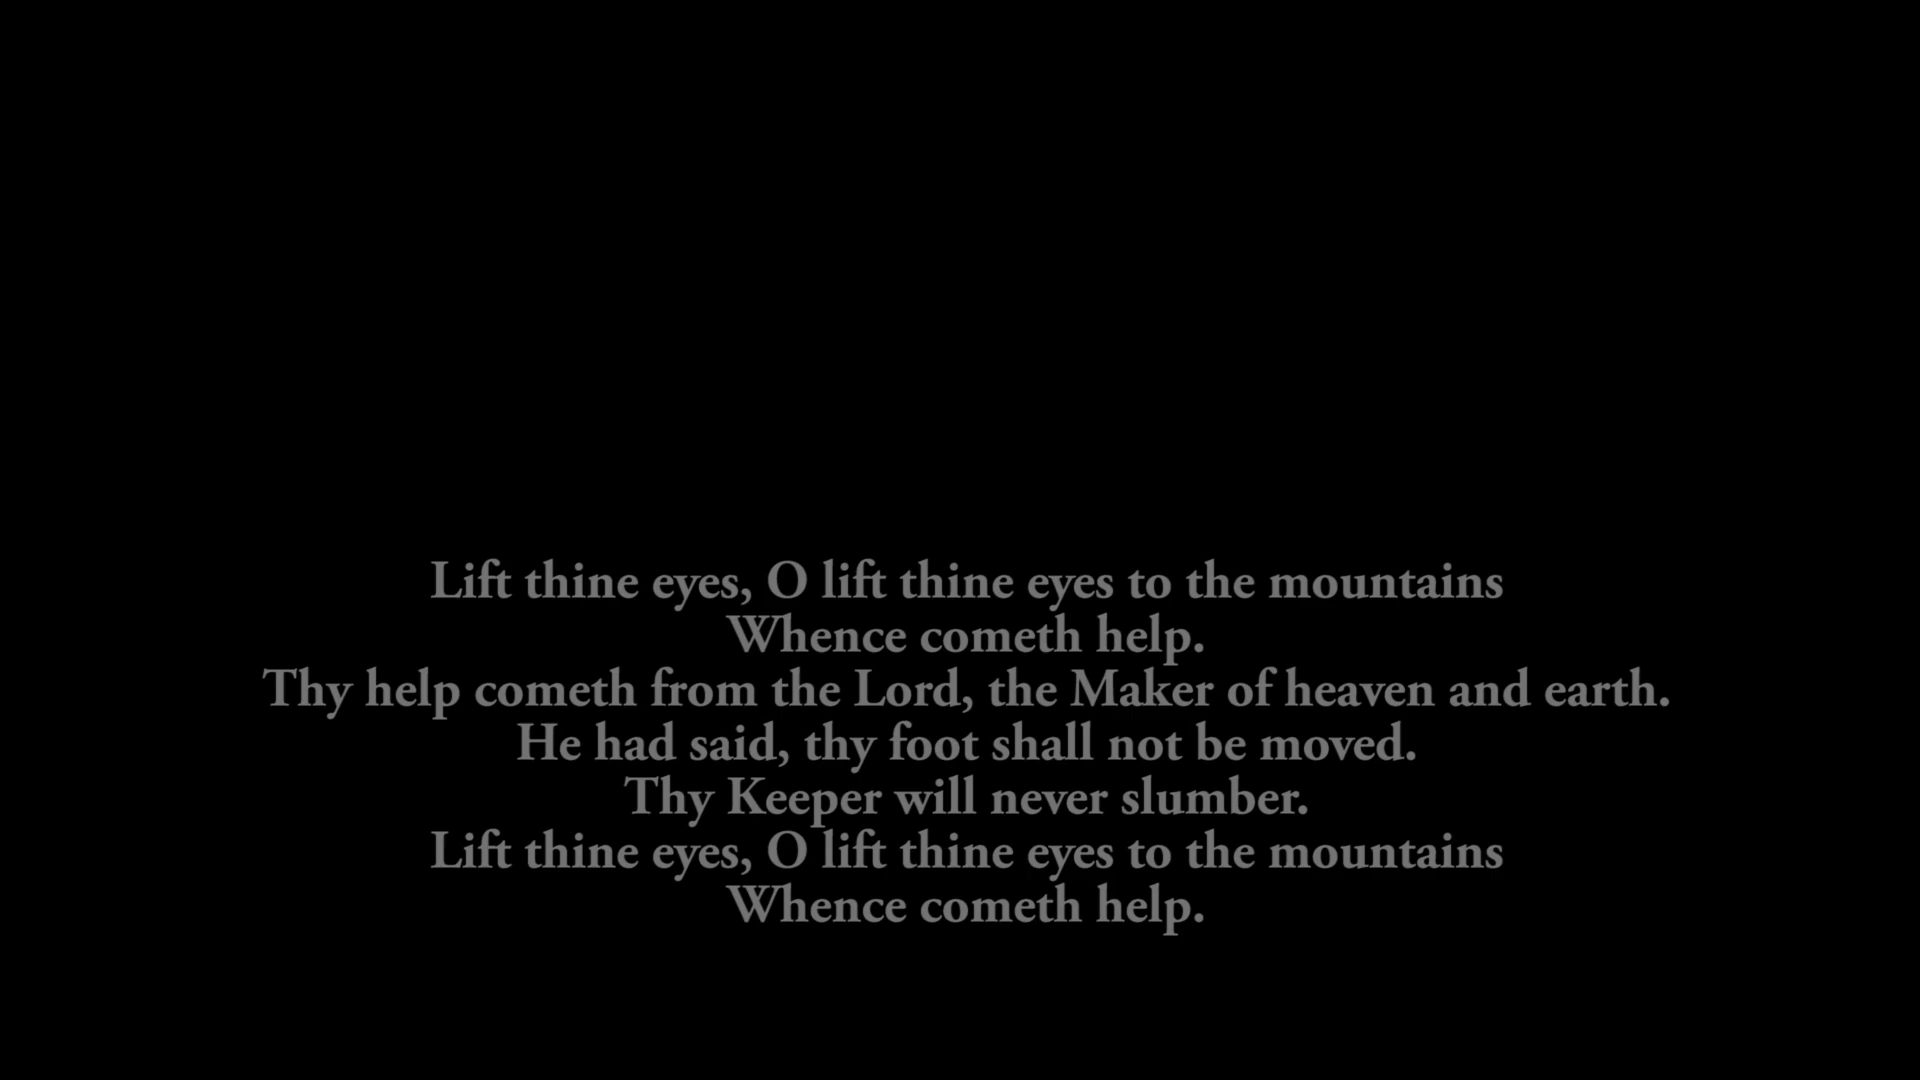 Lift thine eyes, O lift thine eyes to the mountains
Whence cometh help.
Thy help cometh from the Lord, the Maker of heaven and earth.
He had said, thy foot shall not be moved.
Thy Keeper will never slumber.
Lift thine eyes, O lift thine eyes to the mountains
Whence cometh help.